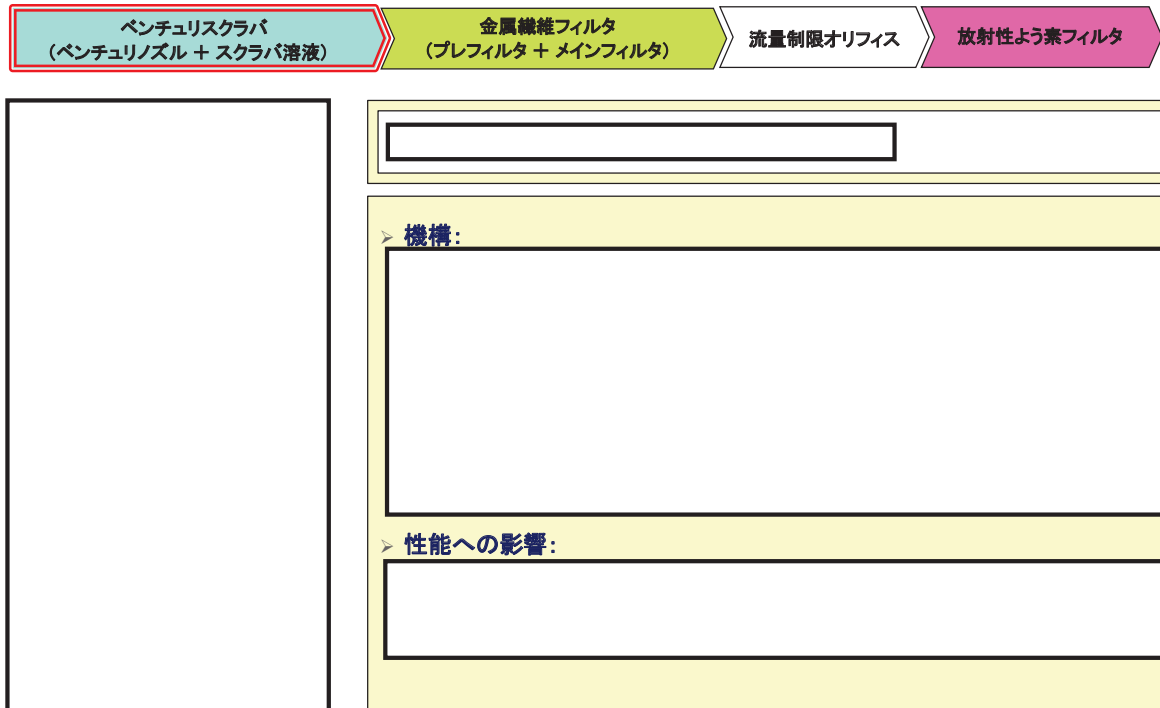 ベンチュリスクラバ
(ベンチュリノズル + スクラバ溶液)
金属繊維フィルタ
(プレフィルタ + メインフィルタ)
流量制限オリフィス
放射性よう素フィルタ
➢ 機構:
➢ 性能への影響: